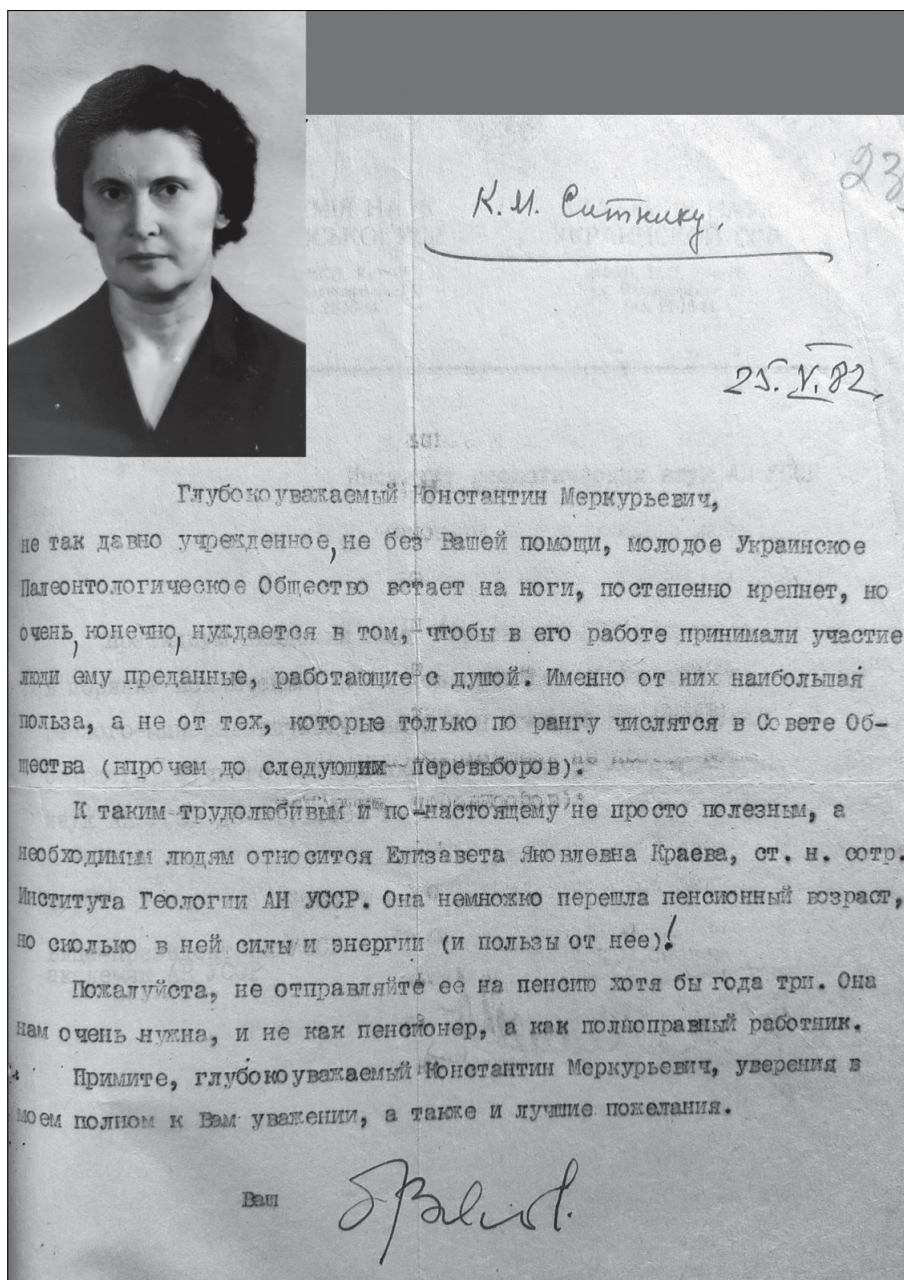 23
К.М. Ситнику,
25.V.82.
Глубокоуважаемый Константин Меркурьевич,
не так давно учрежденное, не без Вашей помощи, молодое Украинское
Палеонтологическое Общество встает на ноги, постепенно крепнет, но
очень, конечно, нуждается в том, чтобы в его работе принимали участие
люди ему преданные, работающие с душой. Именно от них наибольшая
польза, а не от тех, которые только по рангу числятся в Совете Об-
щества (впрочем до следующих перевыборов).
К таким трудолюбивым и по-настоящему не просто полезным, а
необходимым людям относится Елизавета Яковлевна Краева, ст. н. сотр.
Института Геологии АН УССР. Она немножко перешла пенсионный возраст,
но сколько в ней силы и энергии (и пользы от нее)!
Пожалуйста, не отправляйте ее на пенсию хотя бы года три. Она
нам очень нужна, и не как пенсионер, а как полноправный работник.
Примите, глубокоуважаемый Константин Меркурьевич, уверения в
моем полном к Вам уважении, а также и лучшие пожелания.
Ваш